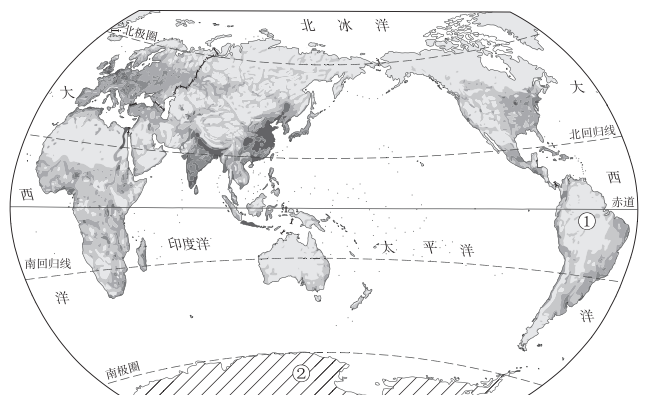 北冰洋
北极圈
大
大
北回归线
西
西
赤道
①
印度洋
太平洋
南回归线
洋
洋
南极圈
②